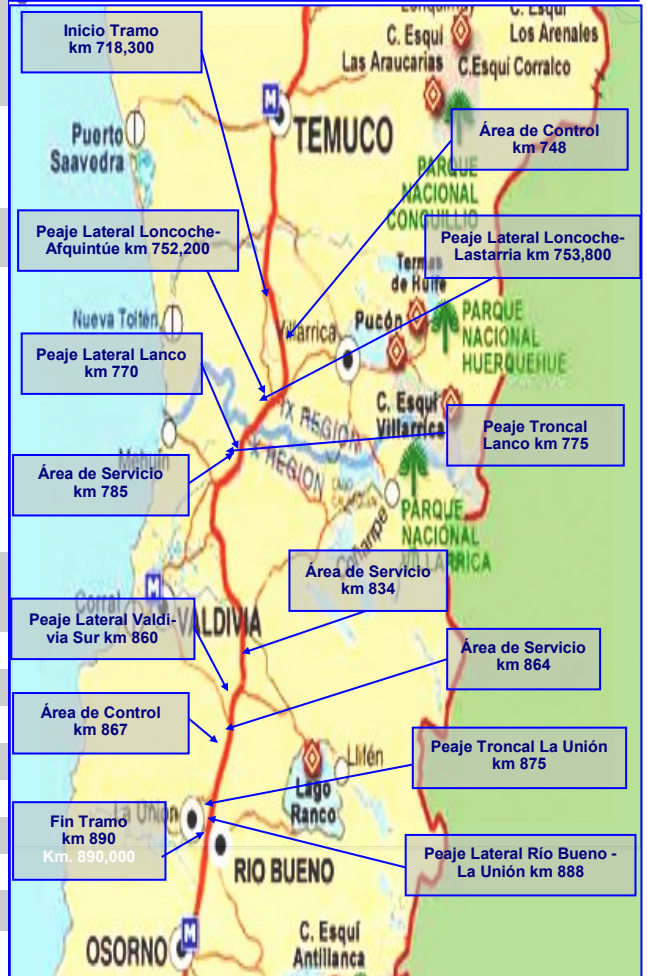 Lonquimay
C. Esquí
Los Arenales
Inicio Tramo
km 718,300
C. Esquí
Las Araucarias
C.Esquí Corralco
M
TEMUCO
Puerto
Saavedra
Área de Control
km 748
PARQUE
NACIONAL
CONGUILLIO
Peaje Lateral Loncoche-
Afquintúe km 752,200
Peaje Lateral Loncoche-
Lastarria km 753,800
Termas
de Huife
Nueva Toltén
Villarrica
Pucón
PARQUE
NACIONAL
HUERQUEHUE
Peaje Lateral Lanco
km 770
IX REGION
X REGION
C. Esquí
Villarrica
Peaje Troncal
Lanco km 775
Mehuín
Área de Servicio
km 785
PARQUE
NACIONAL
VILLARRICA
Coñaripe
Área de Servicio
km 834
M
Corral
VALDIVIA
Peaje Lateral Valdi-
via Sur km 860
Área de Servicio
km 864
Área de Control
km 867
Peaje Troncal La Unión
km 875
Llifén
Lago
Ranco
La Unión
Fin Tramo
km 890
Km. 890,000
RIO BUENO
Peaje Lateral Río Bueno -
La Unión km 888
M
OSORNO
C. Esquí
Antillanca